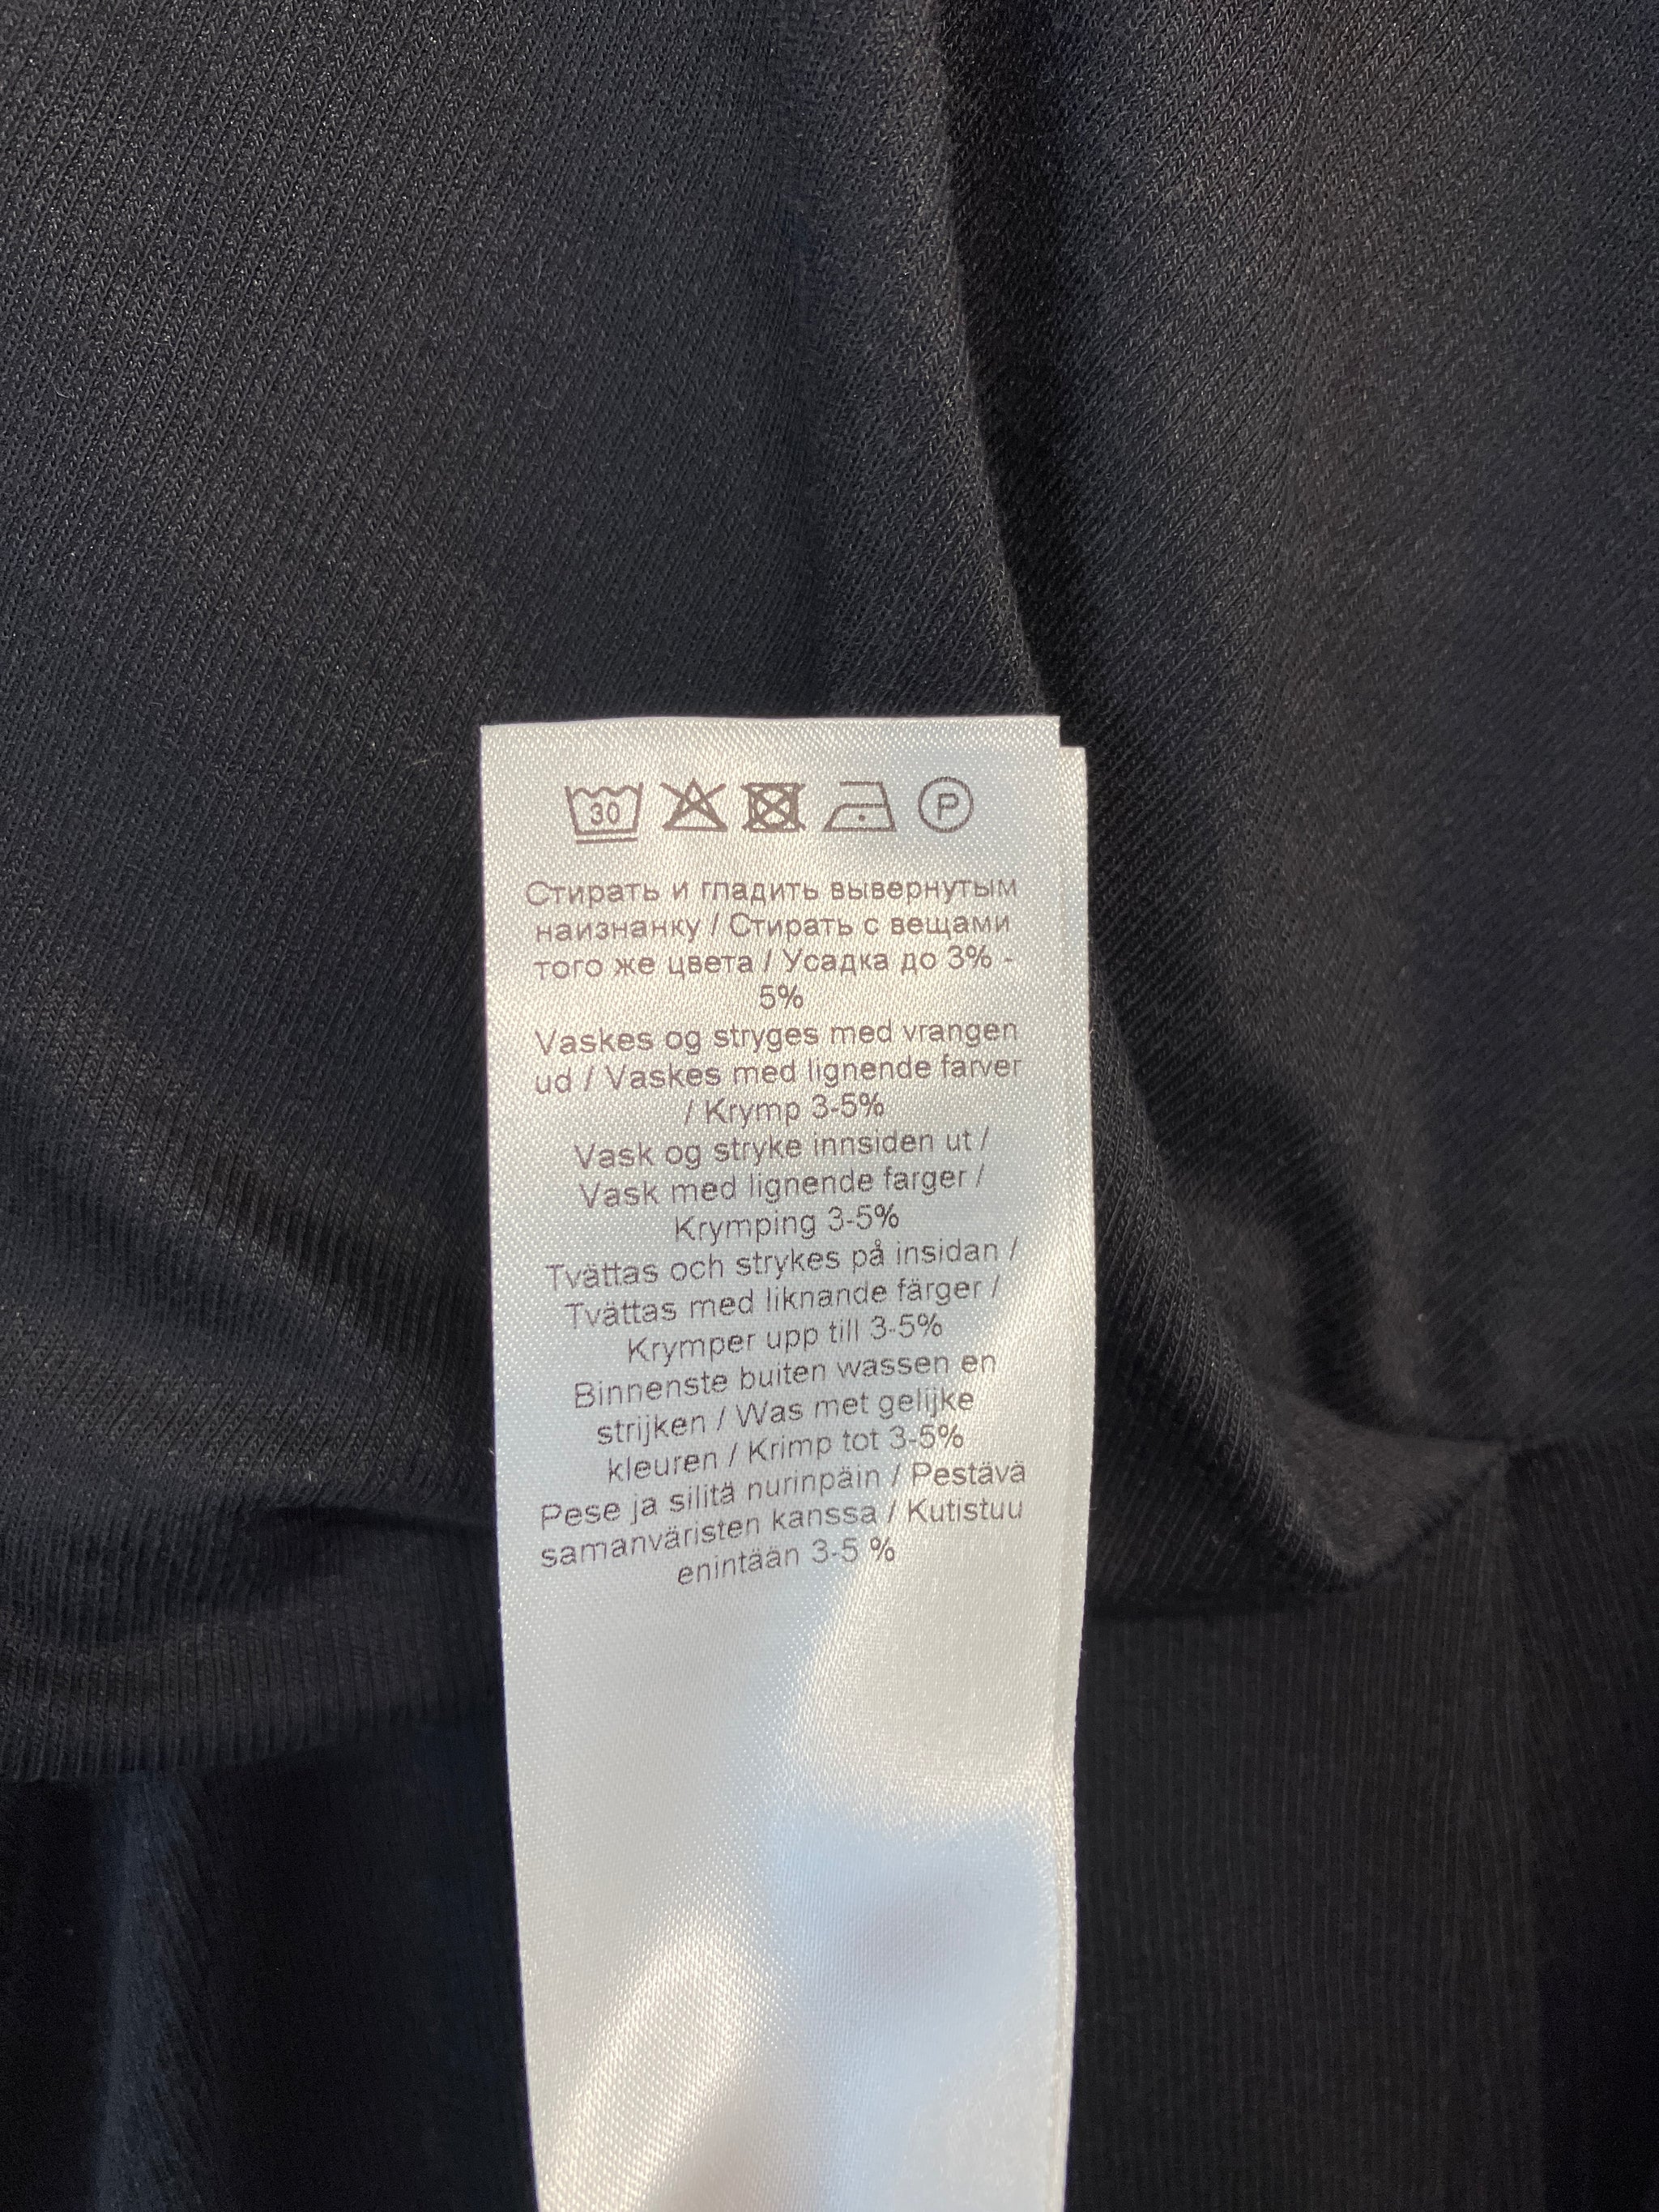 30 P
Стирать и гладить вывернутым
наизнанку / Стирать с вещами
того же цвета / Усадка до 3% -
5%
Vaskes og stryges med vrangen
ud / Vaskes med lignende farver
/ Krymp 3-5%
Vask og stryke innsiden ut /
Vask med lignende farger /
Krymping 3-5%
Tvättas och strykes på insidan /
Tvättas med liknande färger /
Krymper upp till 3-5%
Binnenste buiten wassen en
strijken / Was met gelijke
kleuren / Krimp tot 3-5%
Pese ja silitä nurinpäin / Pestävä
samanväristen kanssa / Kutistuu
enintään 3-5 %